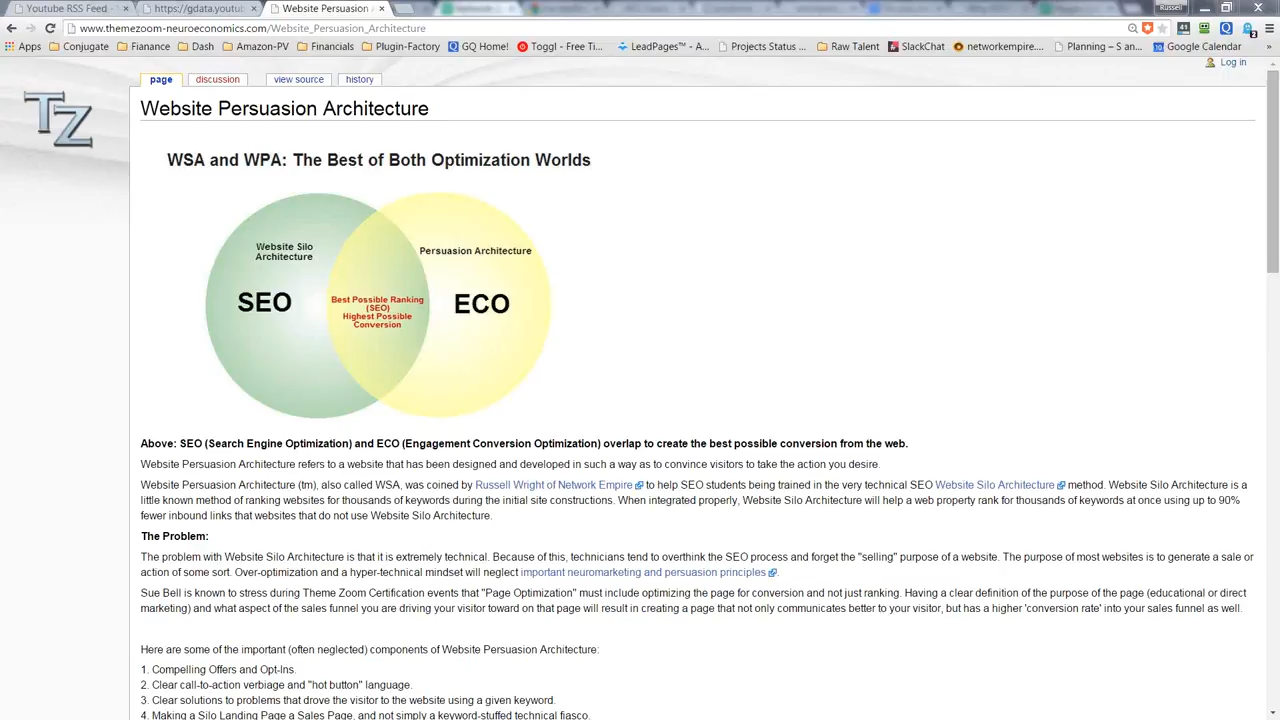 Youtube RSS Feed -
https://gdata.youtu
Website Persuasion A
Russell
www.themezoom-neuroeconomics.com/Website_Persuasion_Architecture
41
2
Apps
Conjugate
Fianance
Dash
Amazon-PV
Financials
Plugin-Factory
GQ Home!
Toggl - Free Ti...
LeadPages™ - A...
Projects Status ...
Raw Talent
SlackChat
networkempire....
Planning – S an...
10 Google Calendar
»
Log in
page
discussion
view source
history
TZ
Website Persuasion Architecture
WSA and WPA: The Best of Both Optimization Worlds
Website Silo
Architecture
Persuasion Architecture
SEO
Best Possible Ranking
(SEO)
Highest Possible
Conversion
ECO
Above: SEO (Search Engine Optimization) and ECO (Engagement Conversion Optimization) overlap to create the best possible conversion from the web.
Website Persuasion Architecture refers to a website that has been designed and developed in such a way as to convince visitors to take the action you desire.
Website Persuasion Architecture (tm), also called WSA, was coined by Russell Wright of Network Empire to help SEO students being trained in the very technical SEO Website Silo Architecture method. Website Silo Architecture is a
little known method of ranking websites for thousands of keywords during the initial site constructions. When integrated properly, Website Silo Architecture will help a web property rank for thousands of keywords at once using up to 90%
fewer inbound links that websites that do not use Website Silo Architecture.
The Problem:
The problem with Website Silo Architecture is that it is extremely technical. Because of this, technicians tend to overthink the SEO process and forget the "selling" purpose of a website. The purpose of most websites is to generate a sale or
action of some sort. Over-optimization and a hyper-technical mindset will neglect important neuromarketing and persuasion principles.
Sue Bell is known to stress during Theme Zoom Certification events that "Page Optimization" must include optimizing the page for conversion and not just ranking. Having a clear definition of the purpose of the page (educational or direct
marketing) and what aspect of the sales funnel you are driving your visitor toward on that page will result in creating a page that not only communicates better to your visitor, but has a higher 'conversion rate' into your sales funnel as well.
Here are some of the important (often neglected) components of Website Persuasion Architecture:
1. Compelling Offers and Opt-Ins.
2. Clear call-to-action verbiage and "hot button" language.
3. Clear solutions to problems that drove the visitor to the website using a given keyword.
4. Making a Silo Landing Page a Sales Page, and not simply a keyword-stuffed technical fiasco.